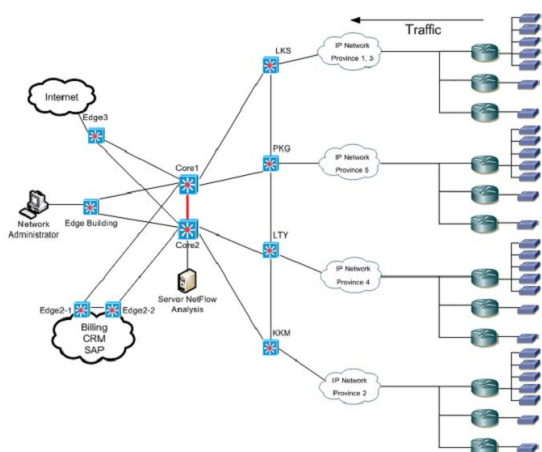 Traffic
LKS
IP Network
Province 1, 3
Internet
Edge3
Core1
PKG
IP Network
Province 5
Network
Administrator
Edge Building
Core2
LTY
IP Network
Province 4
Server NetFlow
Analysis
Edge2-1
Edge2-2
Billing
CRM
SAP
KKM
IP Network
Province 2